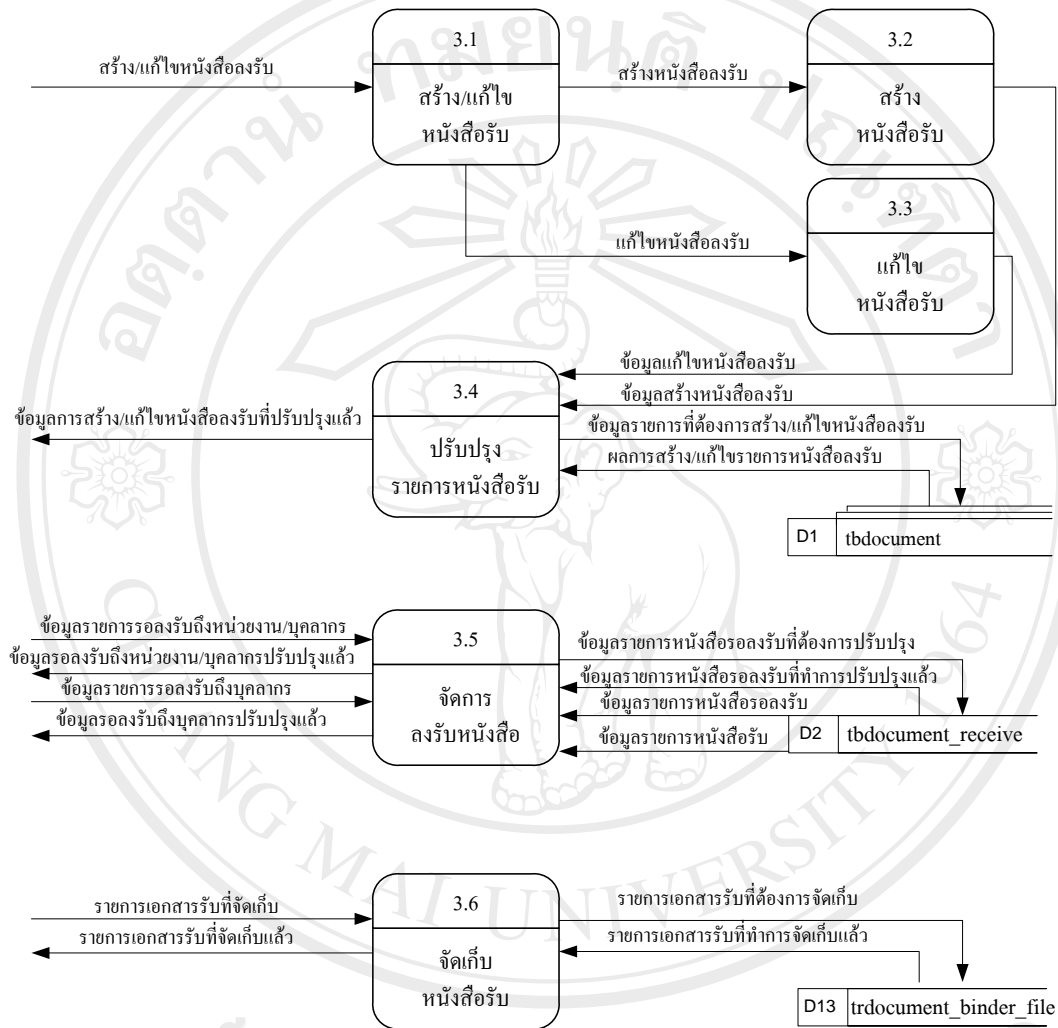 3.1
3.2
สร้าง/แก้ไขหนังสือลงรับ
สร้างหนังสือลงรับ
สร้าง/แก้ไข
หนังสือรับ
สร้าง
หนังสือรับ
3.3
แก้ไขหนังสือลงรับ
แก้ไข
หนังสือรับ
ข้อมูลแก้ไขหนังสือลงรับ
3.4
ข้อมูลสร้างหนังสือลงรับ
ข้อมูลการสร้าง/แก้ไขหนังสือลงรับที่ปรับปรุงแล้ว
ข้อมูลรายการที่ต้องการสร้าง/แก้ไขหนังสือลงรับ
ปรับปรุง
รายการหนังสือรับ
ผลการสร้าง/แก้ไขรายการหนังสือลงรับ
D1 tbdocument
ข้อมูลรายการรอลงรับถึงหน่วยงาน/บุคลากร
3.5
ข้อมูลรายการหนังสือรอลงรับที่ต้องการปรับปรุง
ข้อมูลรอลงรับถึงหน่วยงาน/บุคลากรปรับปรุงแล้ว
ข้อมูลรายการหนังสือรอลงรับที่ทำการปรับปรุงแล้ว
ข้อมูลรายการรอลงรับถึงบุคลากร
จัดการ
ลงรับหนังสือ
ข้อมูลรายการหนังสือรอลงรับ
ข้อมูลรอลงรับถึงบุคลากรปรับปรุงแล้ว
ข้อมูลรายการหนังสือรับ
D2 tbdocument_receive
รายการเอกสารรับที่จัดเก็บ
3.6
รายการเอกสารรับที่ต้องการจัดเก็บ
รายการเอกสารรับที่จัดเก็บแล้ว
รายการเอกสารรับที่ทำการจัดเก็บแล้ว
จัดเก็บ
หนังสือรับ
D13 trdocument_binder_file
อตฺตานํ ทมยนฺติ ปณฺฑิตา
CHIANG MAI UNIVERSITY 1964